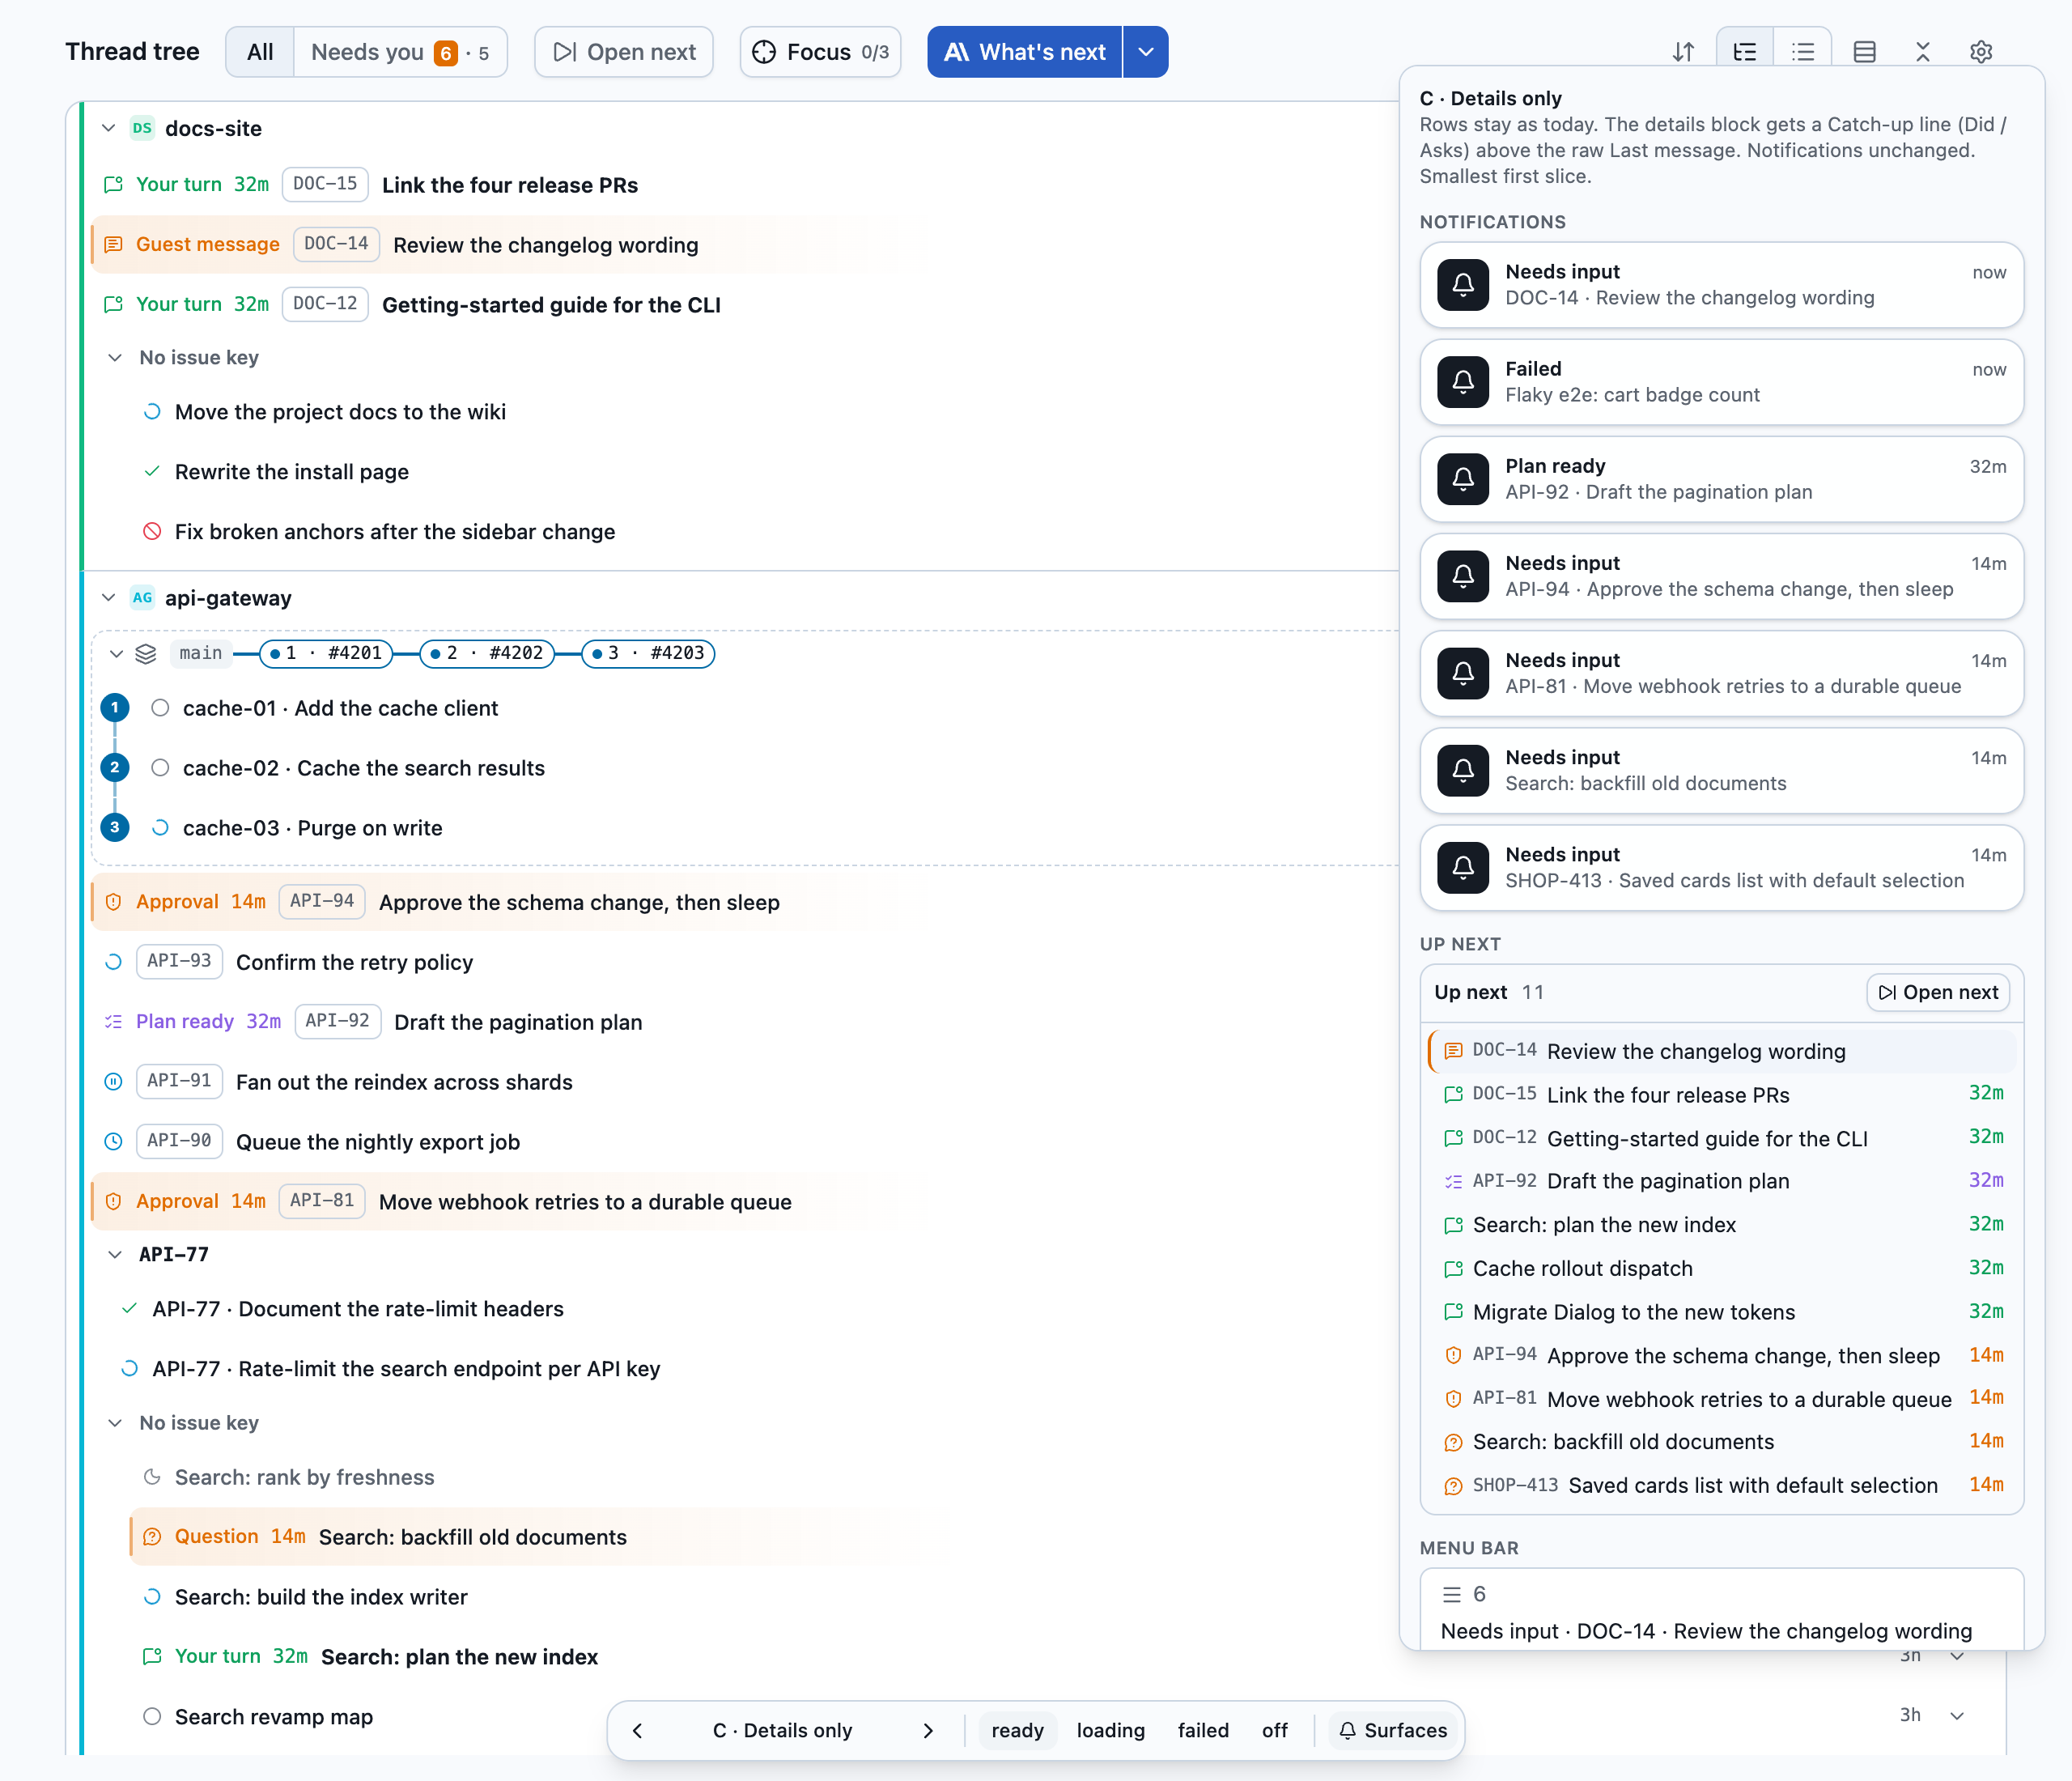 Thread tree
All
Needs you 6 · 5
Open next
Focus 0/3
What's next
DS docs-site
Your turn 32m DOC-15 Link the four release PRs
Guest message DOC-14 Review the changelog wording
Your turn 32m DOC-12 Getting-started guide for the CLI
No issue key
Move the project docs to the wiki
Rewrite the install page
Fix broken anchors after the sidebar change
AG api-gateway
main 1 · #4201 2 · #4202 3 · #4203
1 cache-01 · Add the cache client
2 cache-02 · Cache the search results
3 cache-03 · Purge on write
Approval 14m API-94 Approve the schema change, then sleep
API-93 Confirm the retry policy
Plan ready 32m API-92 Draft the pagination plan
API-91 Fan out the reindex across shards
API-90 Queue the nightly export job
Approval 14m API-81 Move webhook retries to a durable queue
API-77
API-77 · Document the rate-limit headers
API-77 · Rate-limit the search endpoint per API key
No issue key
Search: rank by freshness
Question 14m Search: backfill old documents
Search: build the index writer
Your turn 32m Search: plan the new index 3h
Search revamp map 3h
C · Details only
Rows stay as today. The details block gets a Catch-up line (Did /
Asks) above the raw Last message. Notifications unchanged.
Smallest first slice.
NOTIFICATIONS
Needs input now
DOC-14 · Review the changelog wording
Failed now
Flaky e2e: cart badge count
Plan ready 32m
API-92 · Draft the pagination plan
Needs input 14m
API-94 · Approve the schema change, then sleep
Needs input 14m
API-81 · Move webhook retries to a durable queue
Needs input 14m
Search: backfill old documents
Needs input 14m
SHOP-413 · Saved cards list with default selection
UP NEXT
Up next 11 Open next
DOC-14 Review the changelog wording
DOC-15 Link the four release PRs 32m
DOC-12 Getting-started guide for the CLI 32m
API-92 Draft the pagination plan 32m
Search: plan the new index 32m
Cache rollout dispatch 32m
Migrate Dialog to the new tokens 32m
API-94 Approve the schema change, then sleep 14m
API-81 Move webhook retries to a durable queue 14m
Search: backfill old documents 14m
SHOP-413 Saved cards list with default selection 14m
MENU BAR
6
Needs input · DOC-14 · Review the changelog wording
C · Details only
ready loading failed off
Surfaces